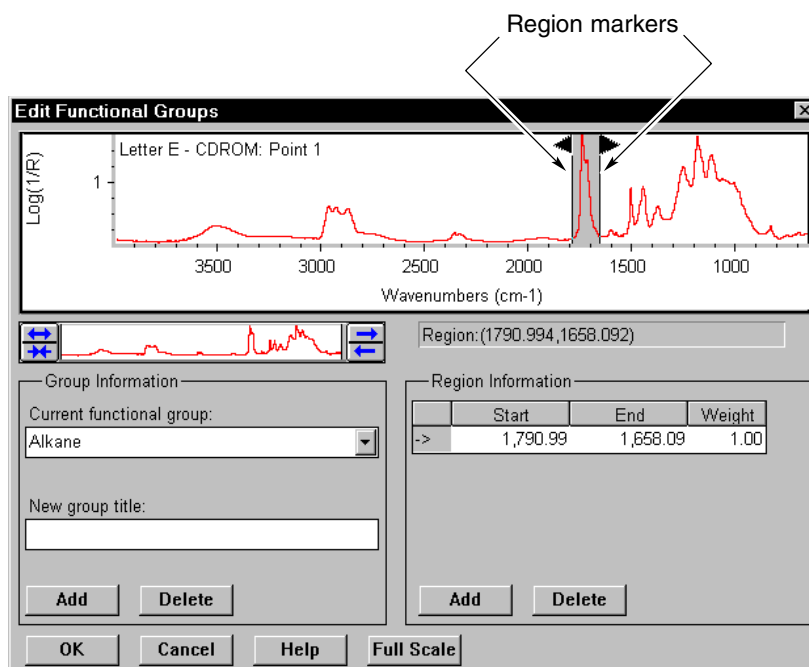 Region markers
Edit Functional Groups
Letter E - CDROM: Point 1
Log(1/R)
1
3500 3000 2500 2000 1500 1000
Wavenumbers (cm-1)
Region:(1790.994,1658.092)
Group Information
Current functional group:
Alkane
New group title:
Add Delete
Region Information
Start End Weight
-> 1,790.99 1,658.09 1.00
Add Delete
OK Cancel Help Full Scale